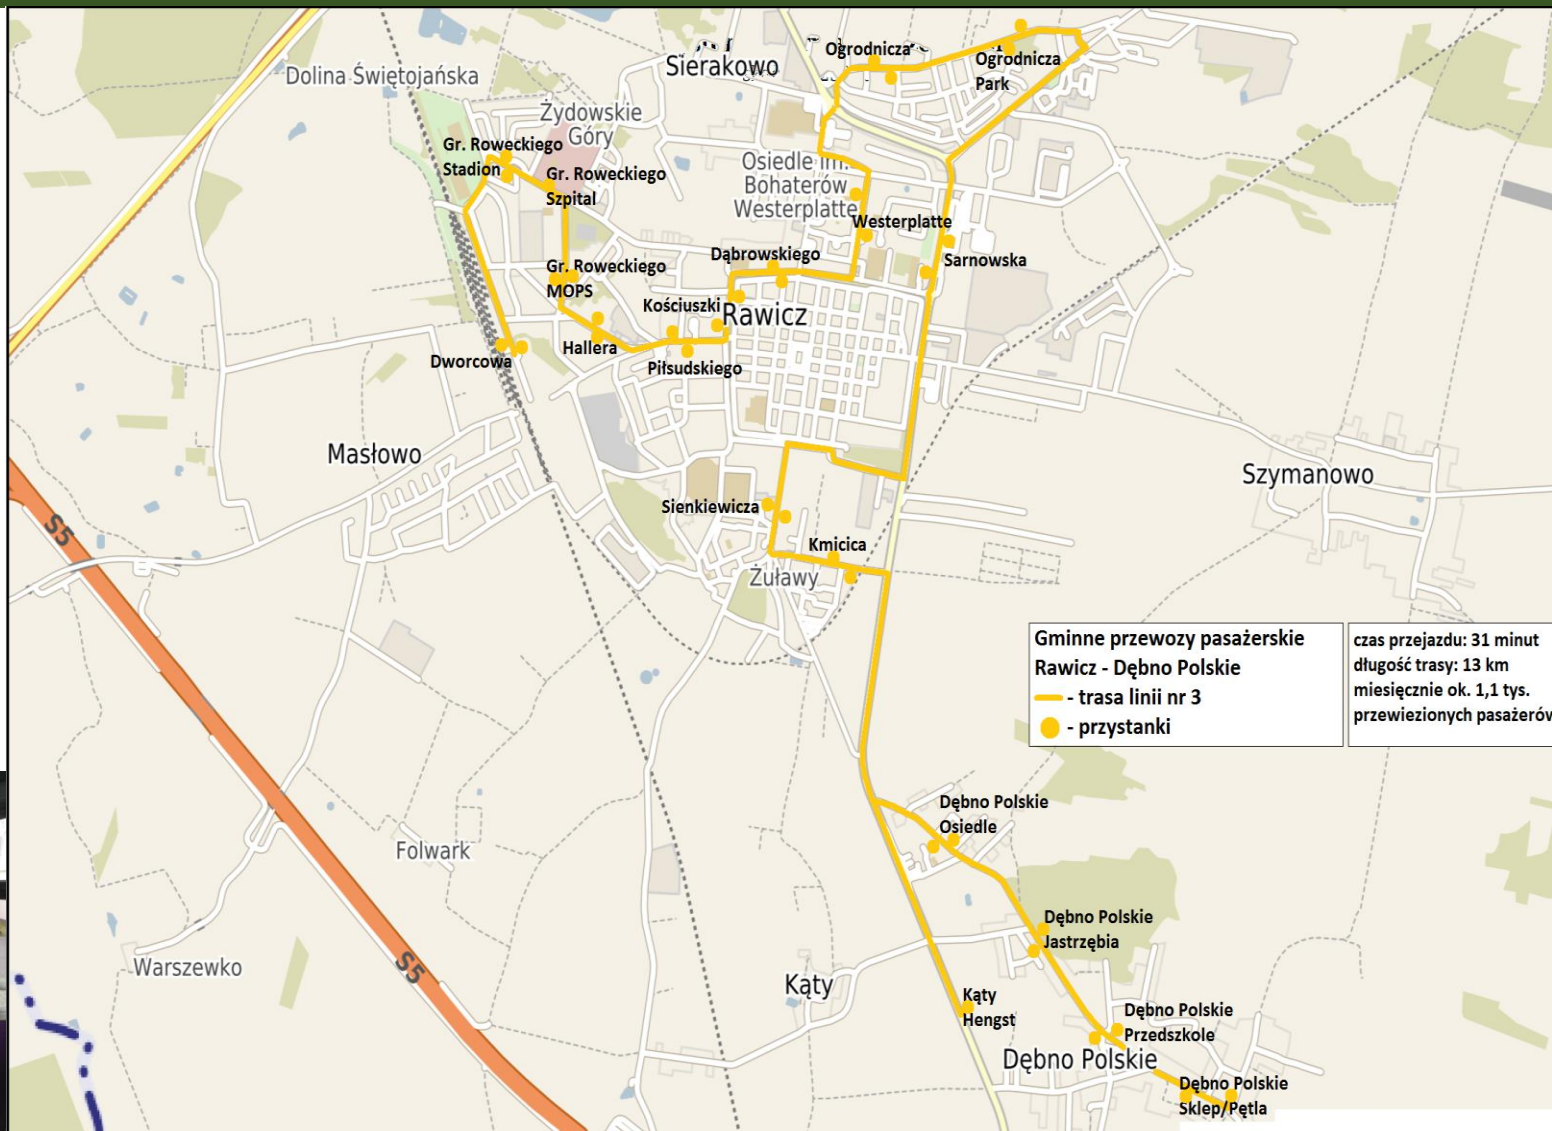 Ogrodnicza
Ogrodnicza
Park
Sierakowo
Dolina Świętojańska
Żydowskie
Góry
Gr. Roweckiego
Stadion
Gr. Roweckiego
Szpital
Osiedle im.
Bohaterów
Westerplatte
Westerplatte
Dąbrowskiego
Sarnowska
Gr. Roweckiego
MOPS
Kościuszki
Rawicz
Hallera
Dworcowa
Piłsudskiego
Masłowo
Szymanowo
Sienkiewicza
S5
Kmicica
Żuławy
Gminne przewozy pasażerskie
Rawicz - Dębno Polskie
- trasa linii nr 3
- przystanki
czas przejazdu: 31 minut
długość trasy: 13 km
miesięcznie ok. 1,1 tys.
przewiezionych pasażerów
Dębno Polskie
Osiedle
Folwark
Dębno Polskie
Jastrzębia
Warszewko
S5
Kąty
Kąty
Hengst
Dębno Polskie
Przedszkole
Dębno Polskie
Dębno Polskie
Sklep/Pętla